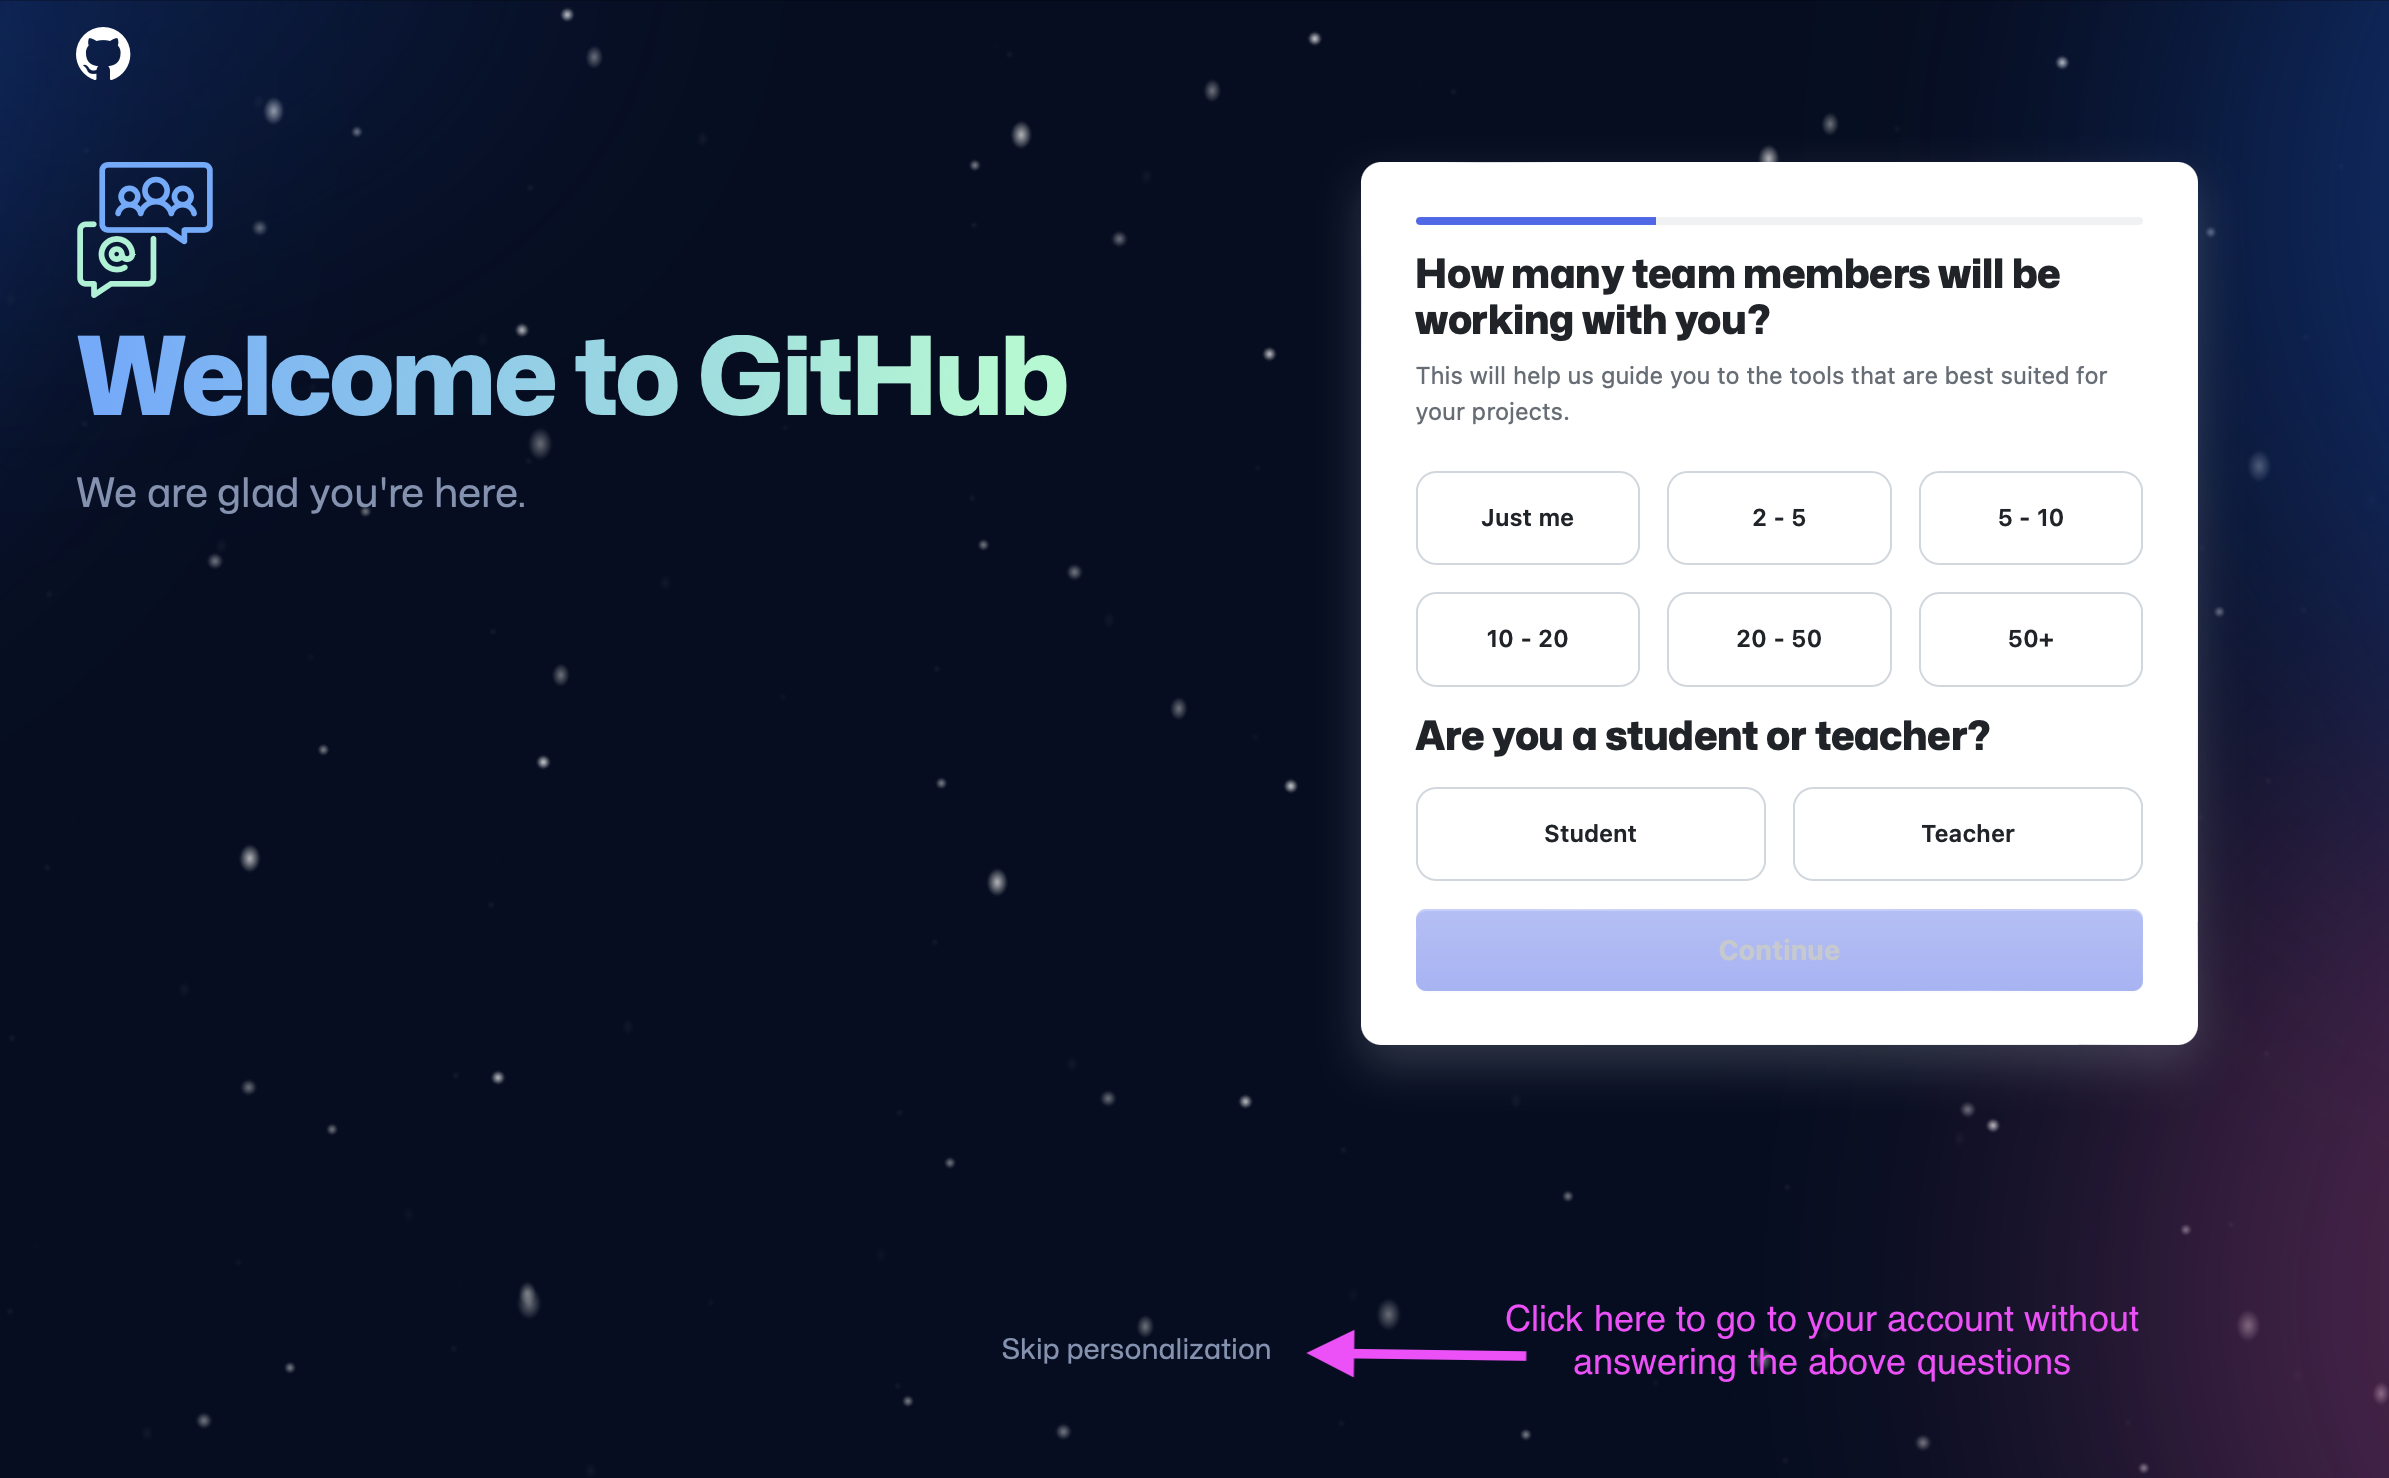 @
Welcome to GitHub
We are glad you're here.
How many team members will be
working with you?
This will help us guide you to the tools that are best suited for
your projects.
Just me
2 - 5
5 - 10
10 - 20
20 - 50
50+
Are you a student or teacher?
Student
Teacher
Continue
Skip personalization
Click here to go to your account without
answering the above questions